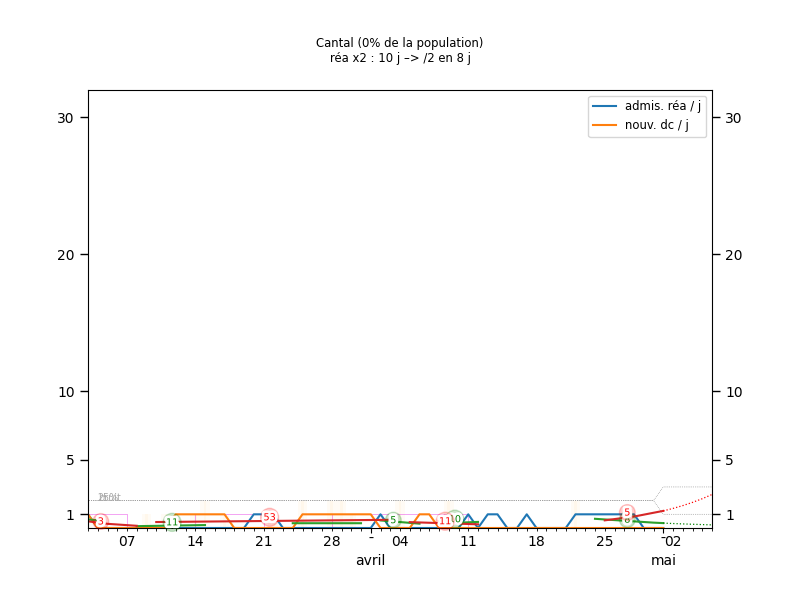 Cantal (0% de la population)
réa x2 : 10 j –> /2 en 8 j
admis. réa / j
nouv. dc / j
30 30
20 20
10 10
5 5
1 1
3 11 53 5 11 5
07 14 21 28 - 04 11 18 25 - 02
avril mai